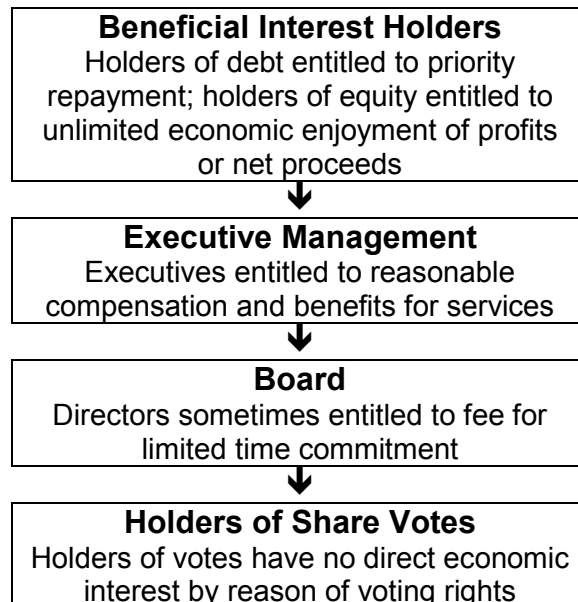 Beneficial Interest Holders
Holders of debt entitled to priority
repayment; holders of equity entitled to
unlimited economic enjoyment of profits
or net proceeds
Executive Management
Executives entitled to reasonable
compensation and benefits for services
Board
Directors sometimes entitled to fee for
limited time commitment
Holders of Share Votes
Holders of votes have no direct economic
interest by reason of voting rights